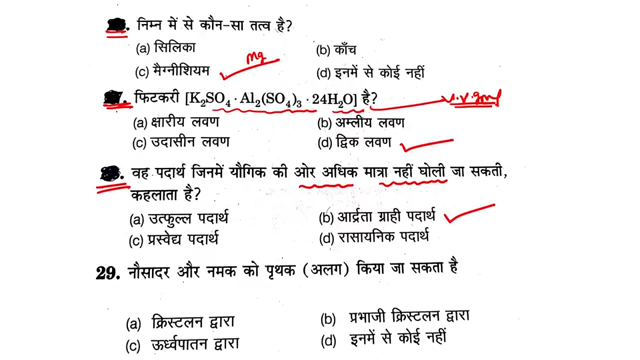 . निम्न में से कौन-सा तत्व है?
(a) सिलिका (b) काँच
(c) मैग्नीशियम (d) इनमें से कोई नहीं
Mg
7. फिटकरी [K₂SO₄ · Al₂(SO₄)₃ · 24H₂O] है?
(a) क्षारीय लवण (b) अम्लीय लवण
(c) उदासीन लवण (d) द्विक लवण
. वह पदार्थ जिनमें यौगिक की ओर अधिक मात्रा नहीं घोली जा सकती,
कहलाता है?
(a) उत्फुल्ल पदार्थ (b) आर्द्रता ग्राही पदार्थ
(c) प्रस्वेद्य पदार्थ (d) रासायनिक पदार्थ
29. नौसादर और नमक को पृथक (अलग) किया जा सकता है
(a) क्रिस्टलन द्वारा (b) प्रभाजी क्रिस्टलन द्वारा
(c) ऊर्ध्वपातन द्वारा (d) इनमें से कोई नहीं